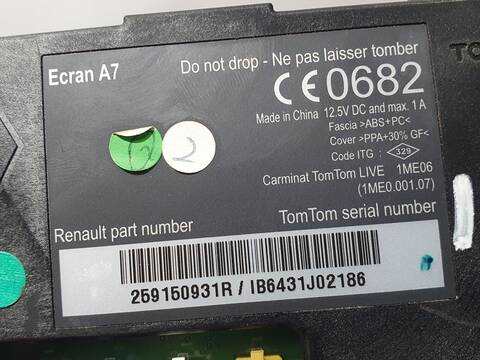 Ecran A7
Do not drop - Ne pas laisser tomber
CE 0682
Made in China 12.5V DC and max. 1 A
Fascia >ABS+PC<
Cover >PPA+30% GF<
Code ITG : 329
Carminat TomTom LIVE 1ME06
(1ME0.001.07)
2
Renault part number
TomTom serial number
259150931R / IB6431J02186